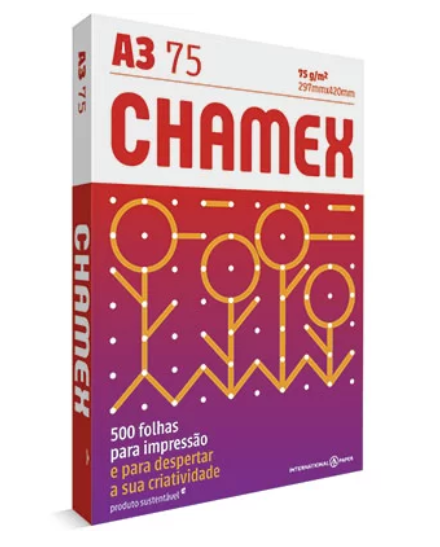 A3 75
75 g/m²
297mmx420mm
CHAMEX
A3 75
CHAMEX
500 folhas
para impressão
e para despertar
a sua criatividade
produto sustentável
INTERNATIONAL PAPER